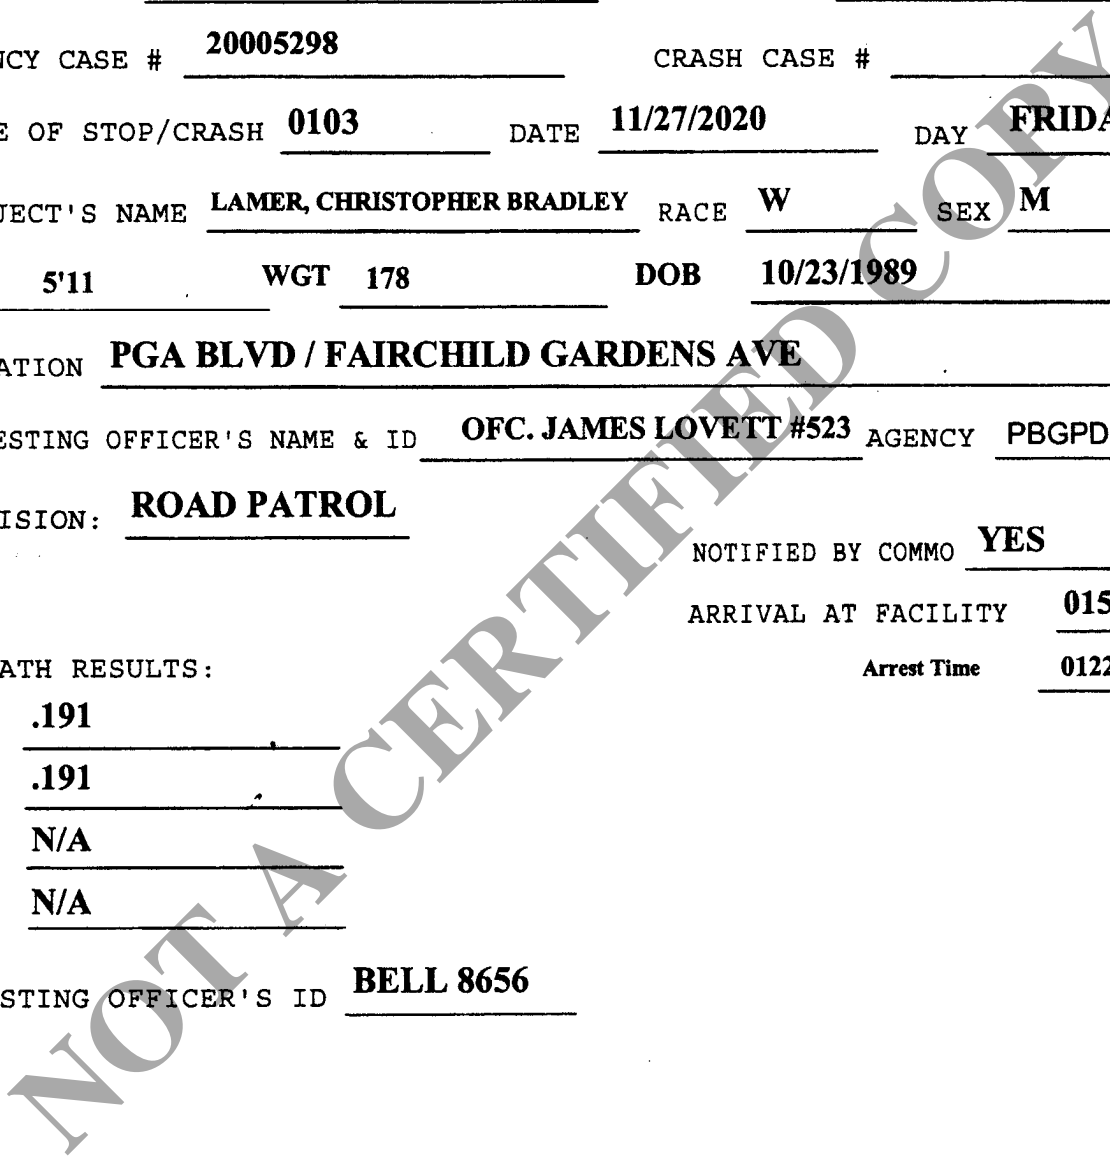 NCY CASE # 20005298 CRASH CASE #
E OF STOP/CRASH 0103 DATE 11/27/2020 DAY FRIDA
JECT'S NAME LAMER, CHRISTOPHER BRADLEY RACE W SEX M
5'11 WGT 178 DOB 10/23/1989
ATION PGA BLVD / FAIRCHILD GARDENS AVE
ESTING OFFICER'S NAME & ID OFC. JAMES LOVETT #523 AGENCY PBGPD
ISION: ROAD PATROL
NOTIFIED BY COMMO YES
ARRIVAL AT FACILITY 015
ATH RESULTS: Arrest Time 0122
.191
.191
N/A
N/A
STING OFFICER'S ID BELL 8656
NOT A CERTIFIED COPY